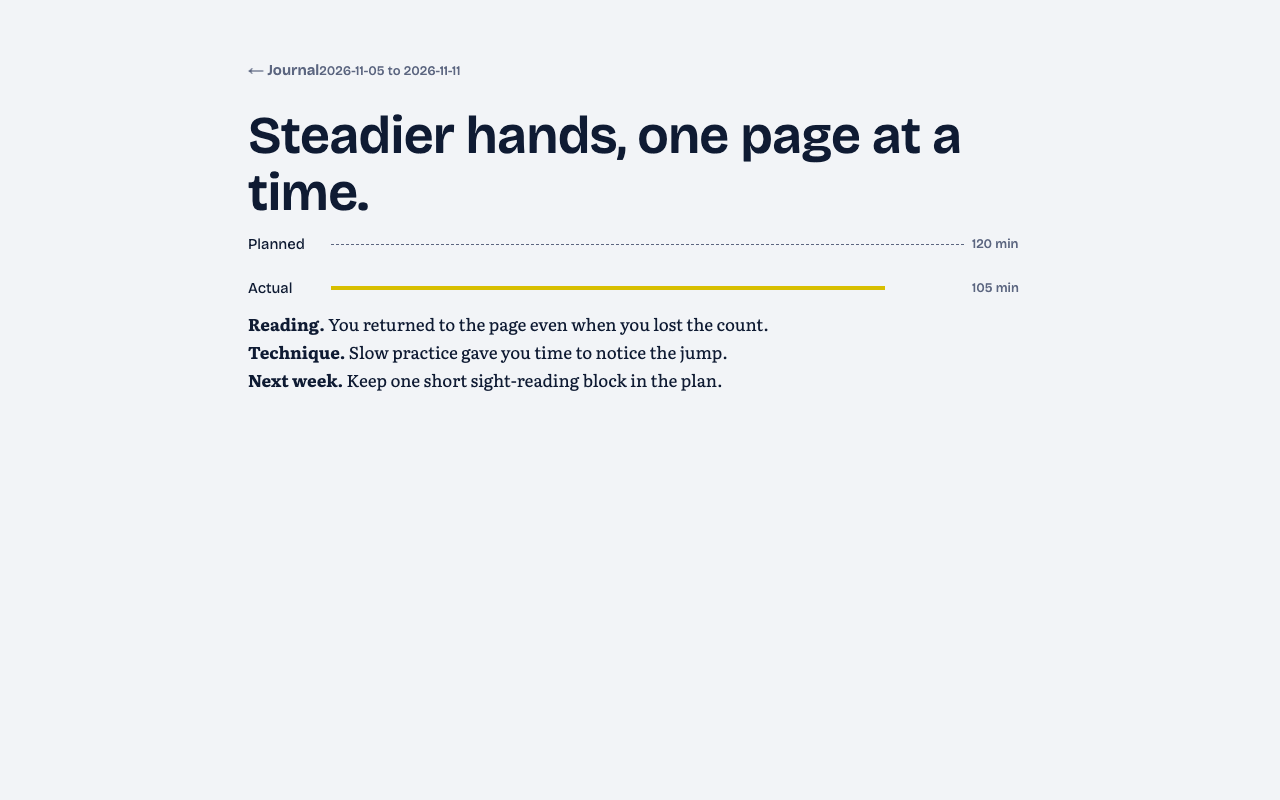 ← Journal2026-11-05 to 2026-11-11
Steadier hands, one page at a
time.
Planned 120 min
Actual 105 min
Reading. You returned to the page even when you lost the count.
Technique. Slow practice gave you time to notice the jump.
Next week. Keep one short sight-reading block in the plan.